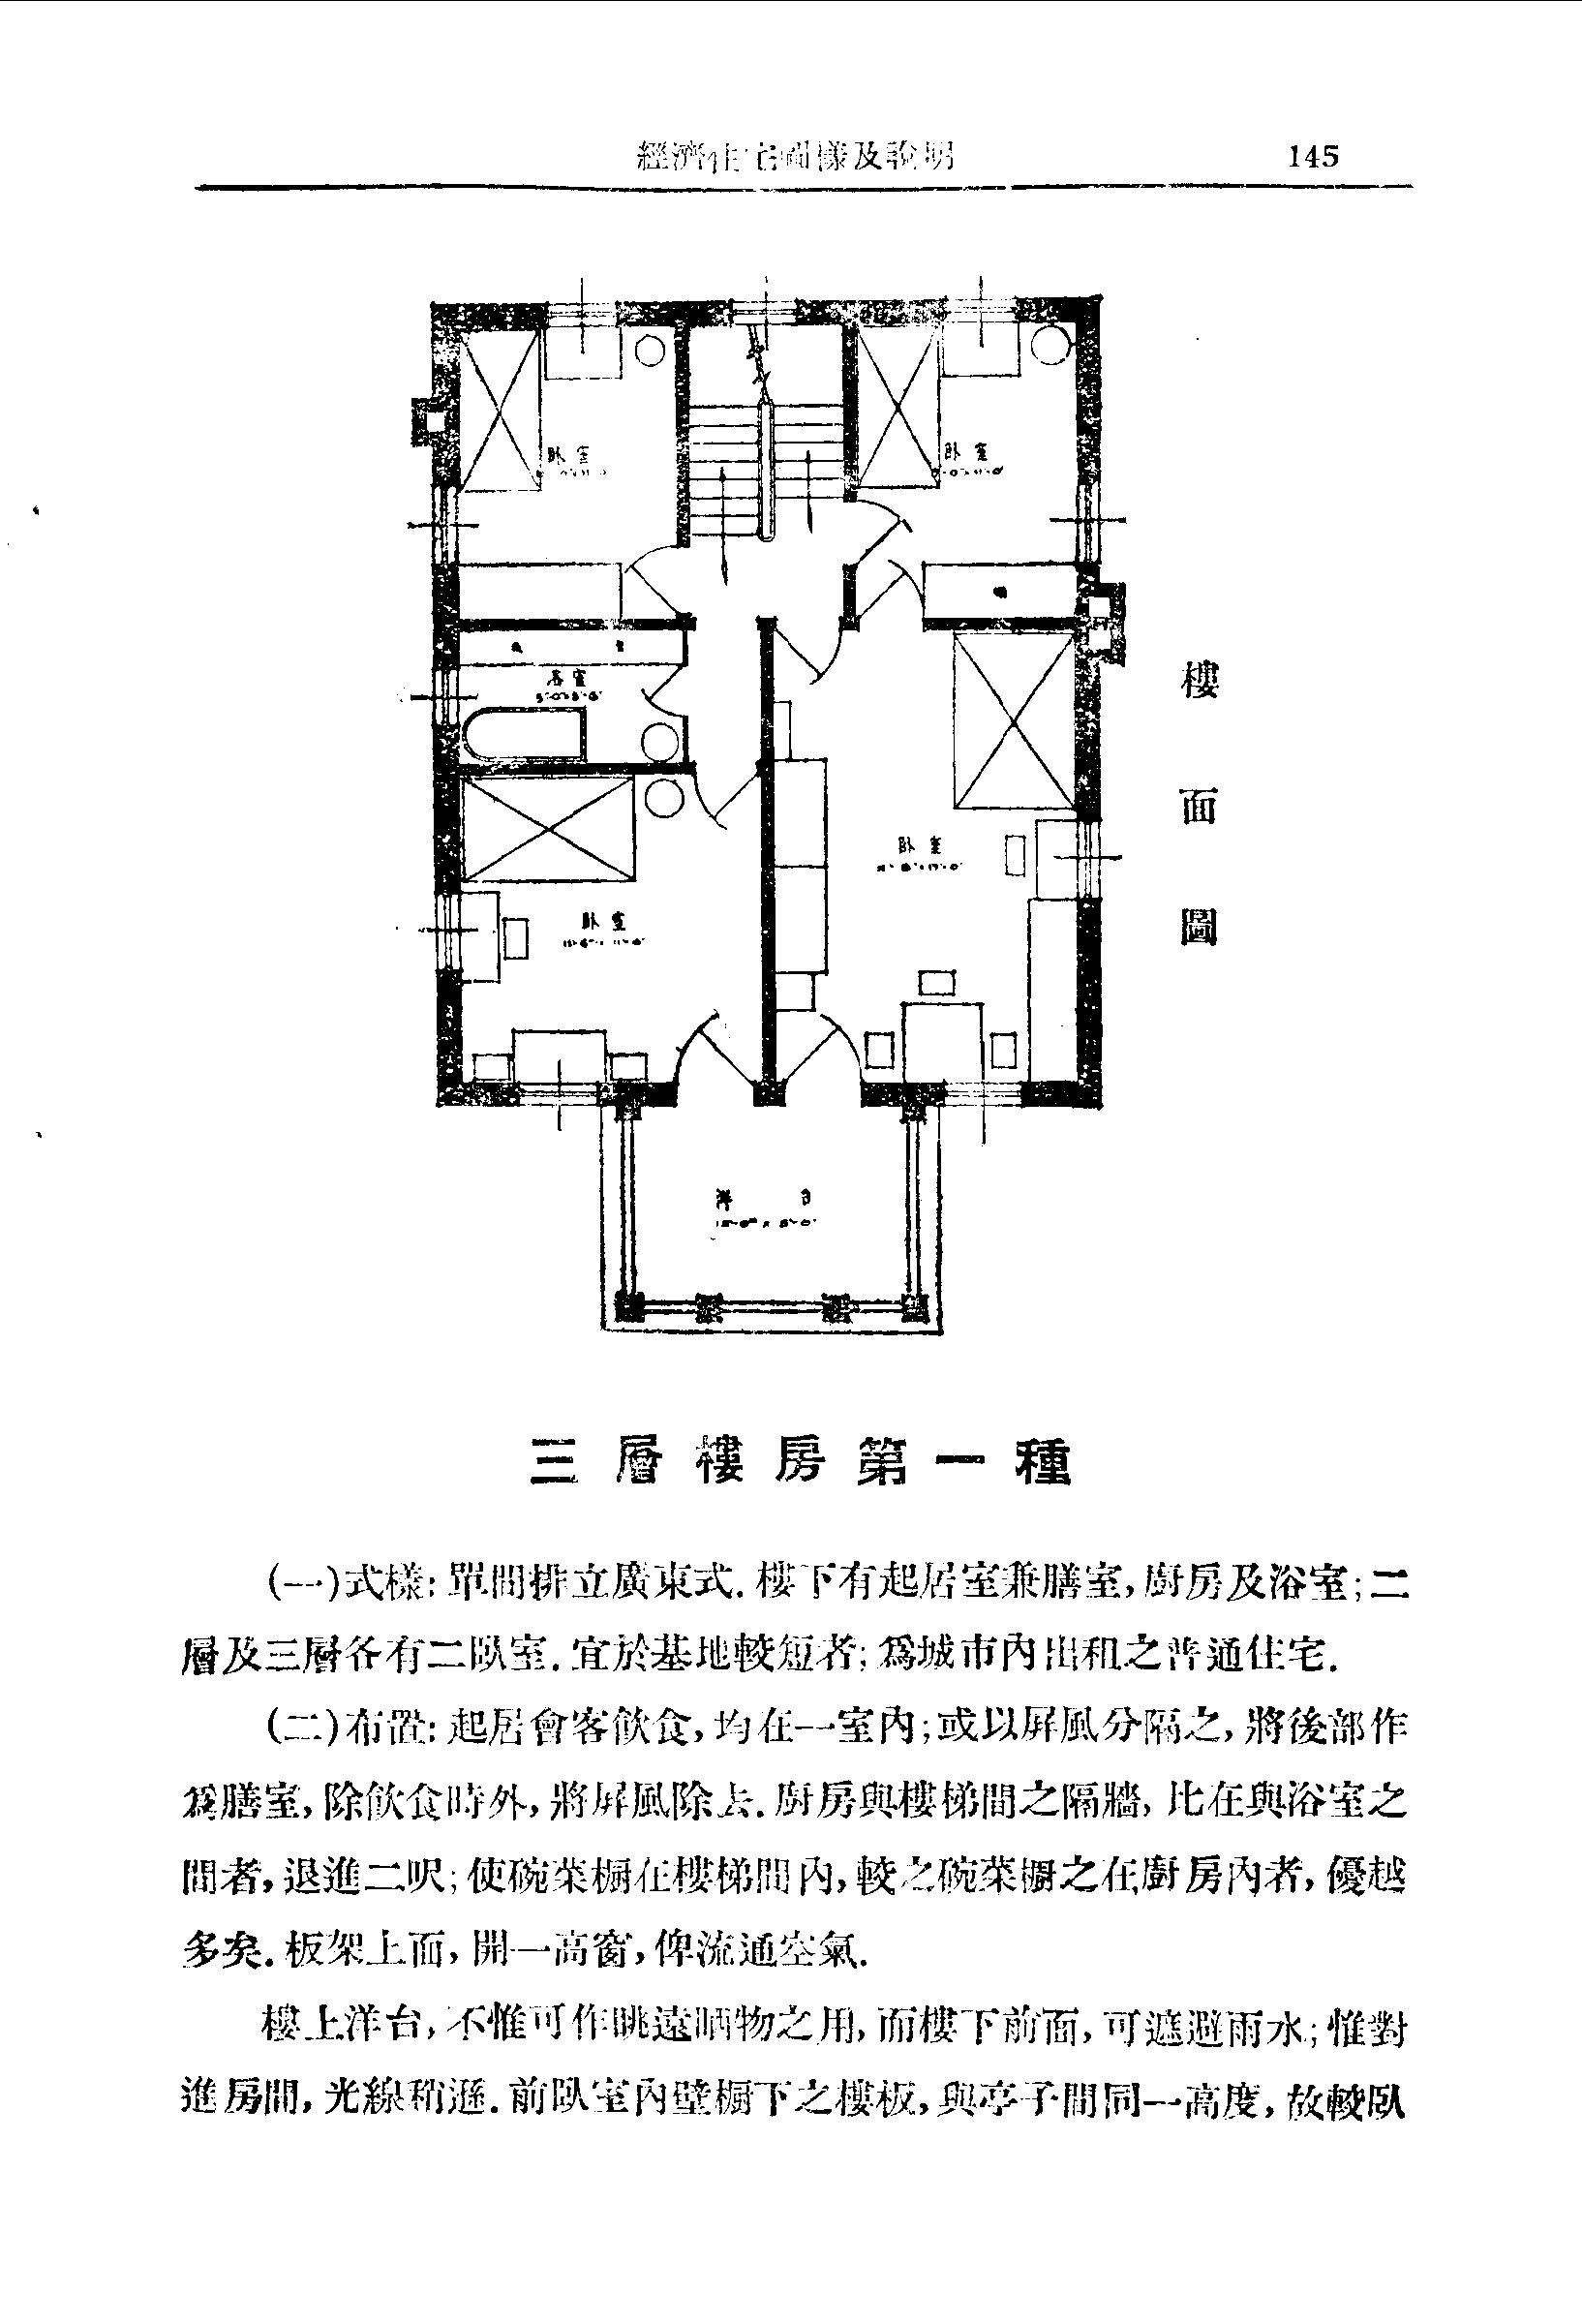 經濟住宅圖樣及說明 145
臥室
臥室
浴室
臥室
臥室
洋台
樓面圖
三層樓房第一種
(一)式樣:單間排立廣東式.樓下有起居室兼膳室,廚房及浴室;二
層及三層各有二臥室.宜於基地較短者;爲城市內出租之普通住宅.
(二)布置:起居會客飲食,均在一室內;或以屏風分隔之,將後部作
爲膳室,除飲食時外,將屏風除去.廚房與樓梯間之隔牆,比在與浴室之
間者,退進二呎;使碗菜櫥在樓梯間內,較之碗菜櫥之在廚房內者,優越
多矣.板架上面,開一高窗,俾流通空氣.
樓上洋台,不惟可作眺遠晒物之用,而樓下前面,可遮避雨水;惟對
進房間,光線稍遜.前臥室內壁櫥下之樓板,與亭子間同一高度,故較臥